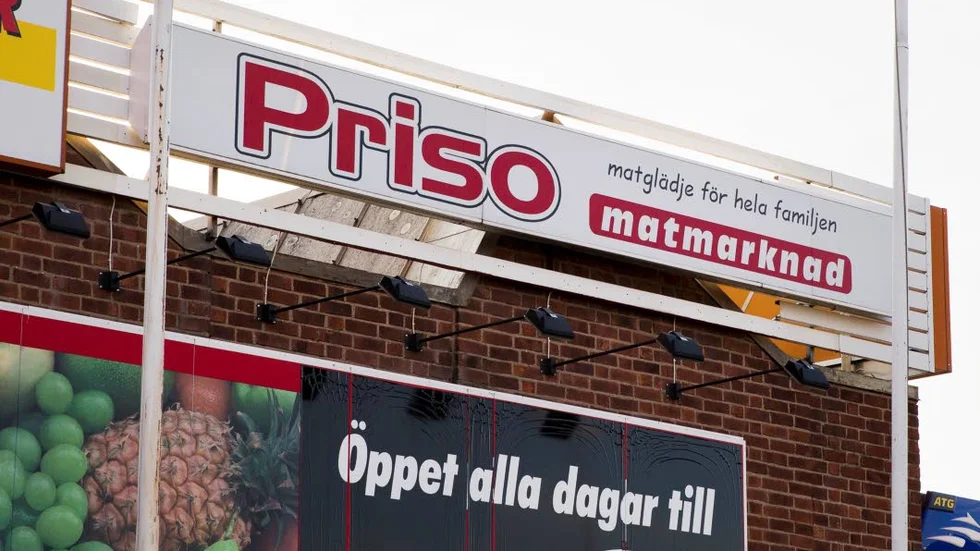 Priso
matglädje för hela familjen
matmarknad
Öppet alla dagar till
ATG